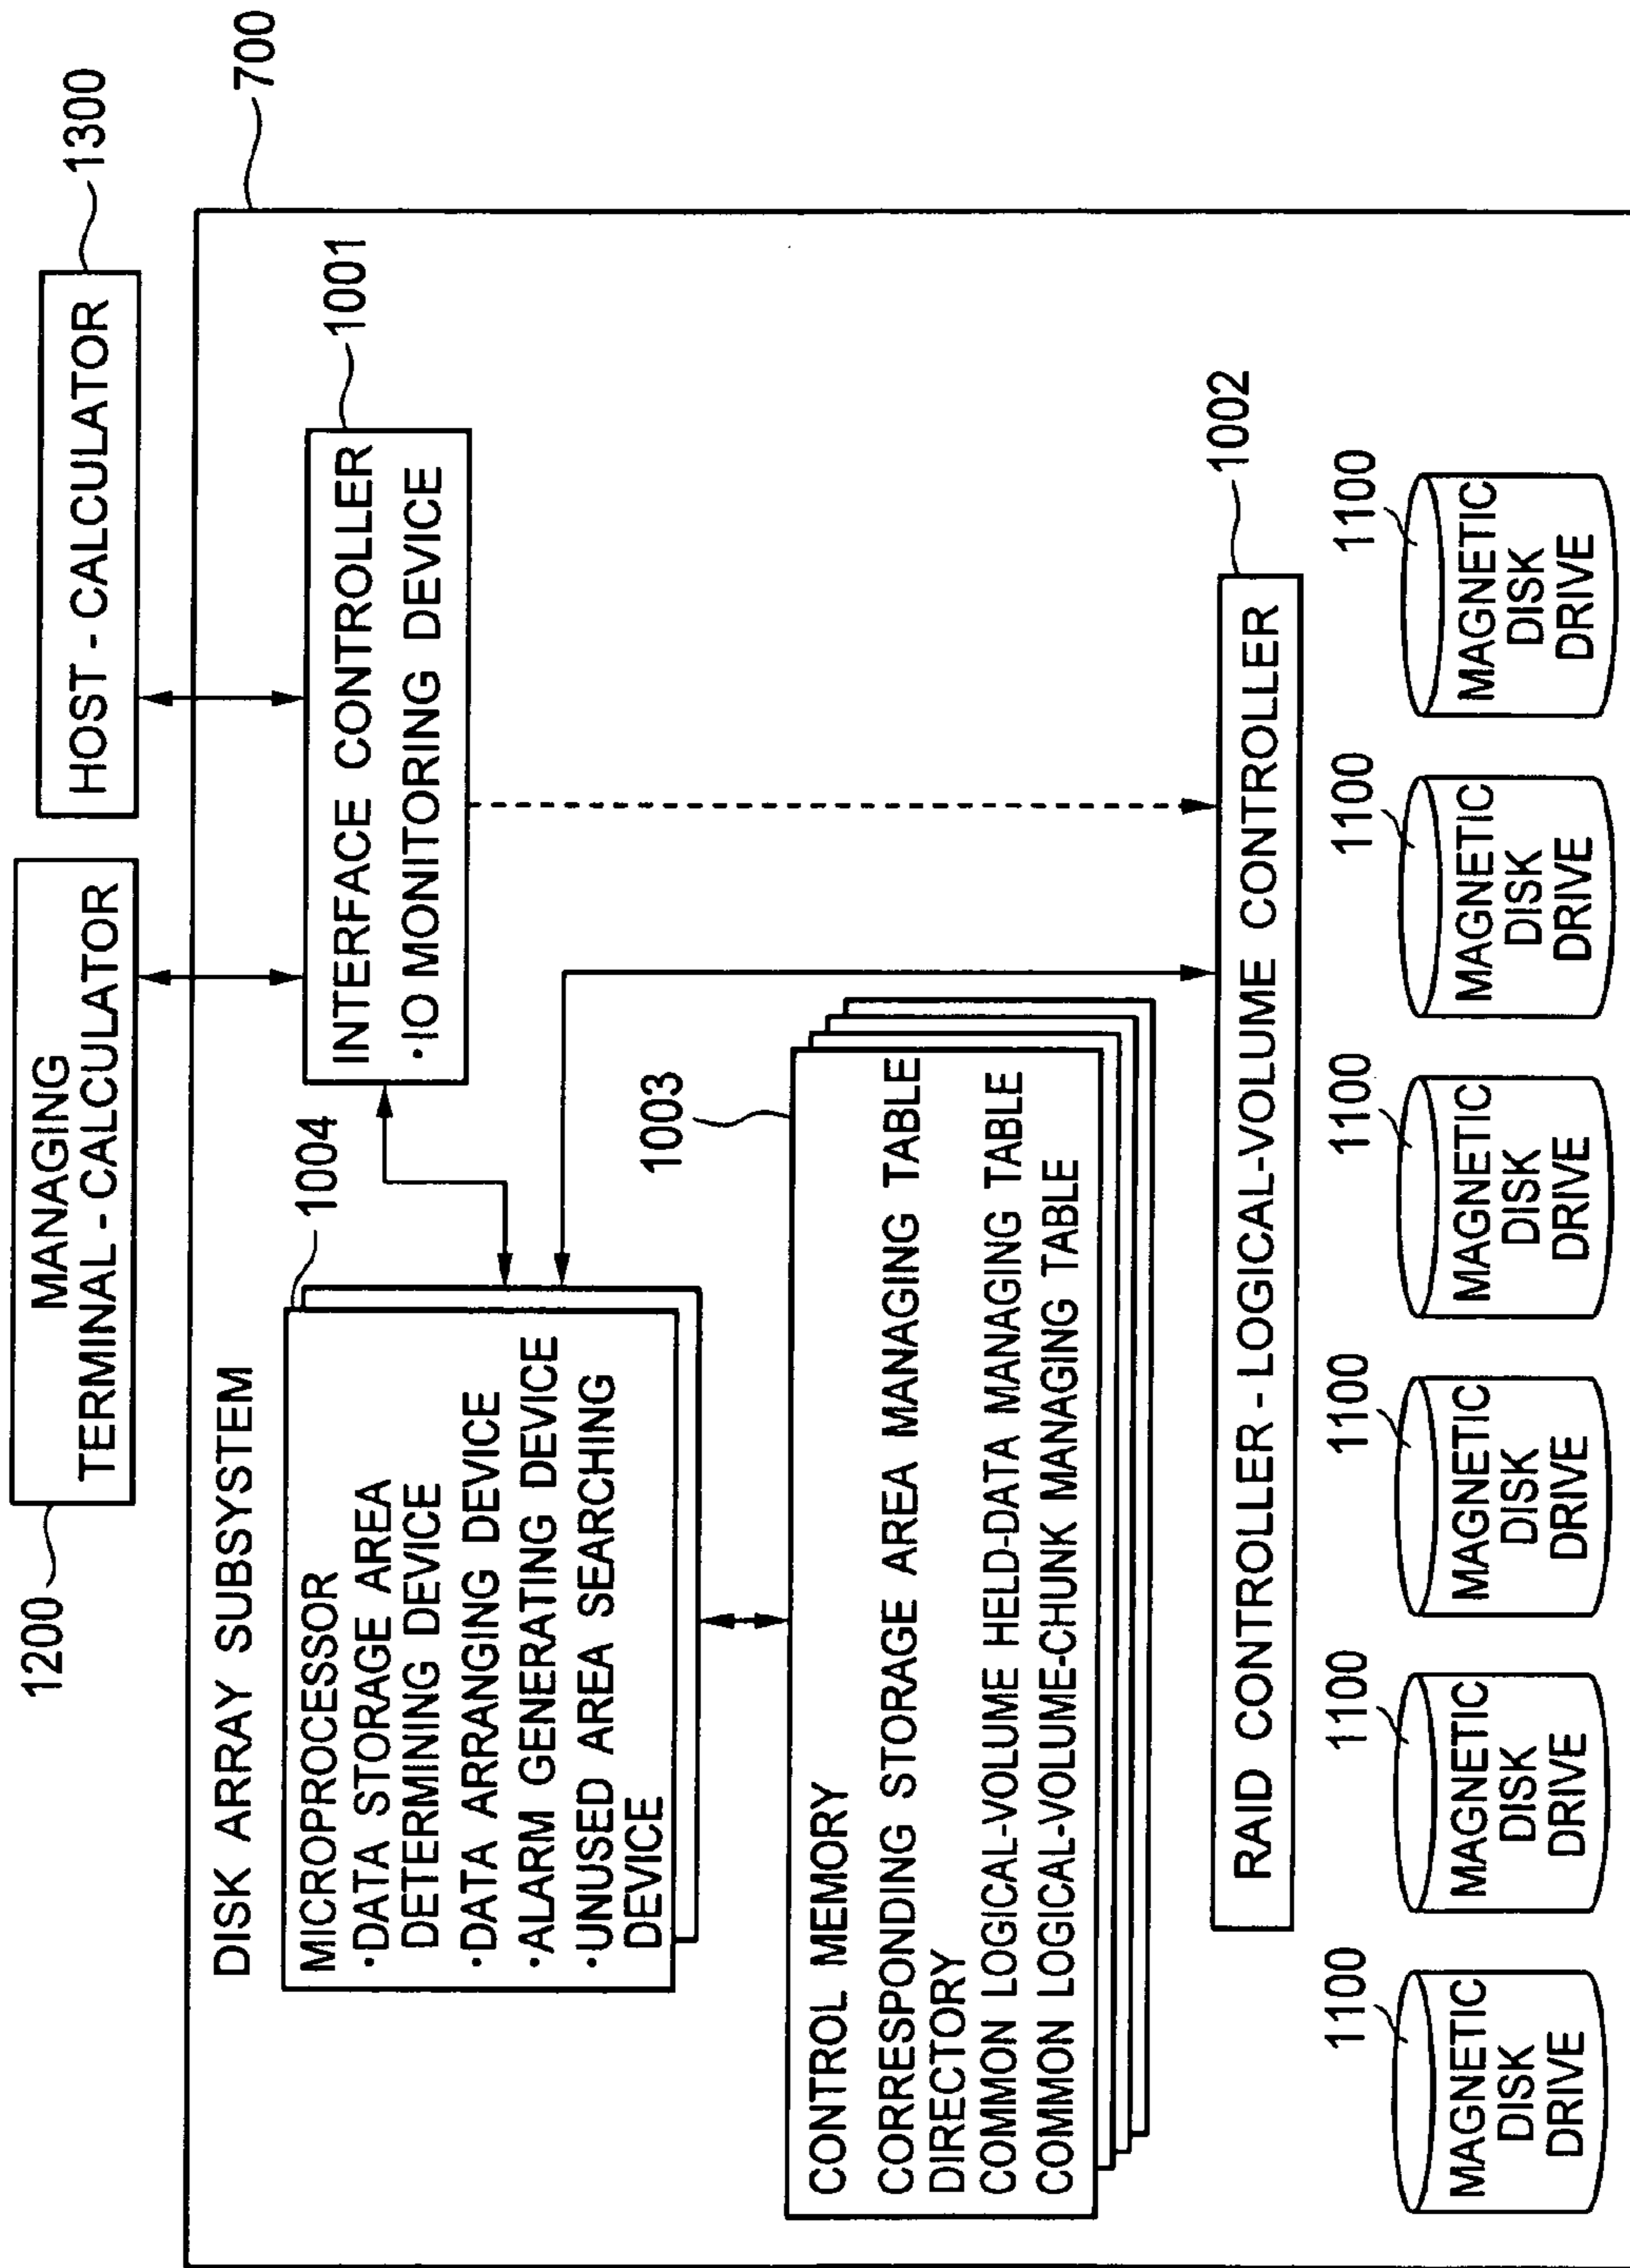 1200
MANAGING
TERMINAL - CALCULATOR
HOST - CALCULATOR
1300
700
DISK ARRAY SUBSYSTEM
1004
MICROPROCESSOR
·DATA STORAGE AREA
DETERMINING DEVICE
·DATA ARRANGING DEVICE
·ALARM GENERATING DEVICE
·UNUSED AREA SEARCHING
DEVICE
INTERFACE CONTROLLER
·IO MONITORING DEVICE
1001
1003
CONTROL MEMORY
CORRESPONDING STORAGE AREA MANAGING TABLE
DIRECTORY
COMMON LOGICAL-VOLUME HELD-DATA MANAGING TABLE
COMMON LOGICAL-VOLUME-CHUNK MANAGING TABLE
1002
RAID CONTROLLER - LOGICAL-VOLUME CONTROLLER
1100
MAGNETIC
DISK
DRIVE
1100
MAGNETIC
DISK
DRIVE
1100
MAGNETIC
DISK
DRIVE
1100
MAGNETIC
DISK
DRIVE
1100
MAGNETIC
DISK
DRIVE
1100
MAGNETIC
DISK
DRIVE